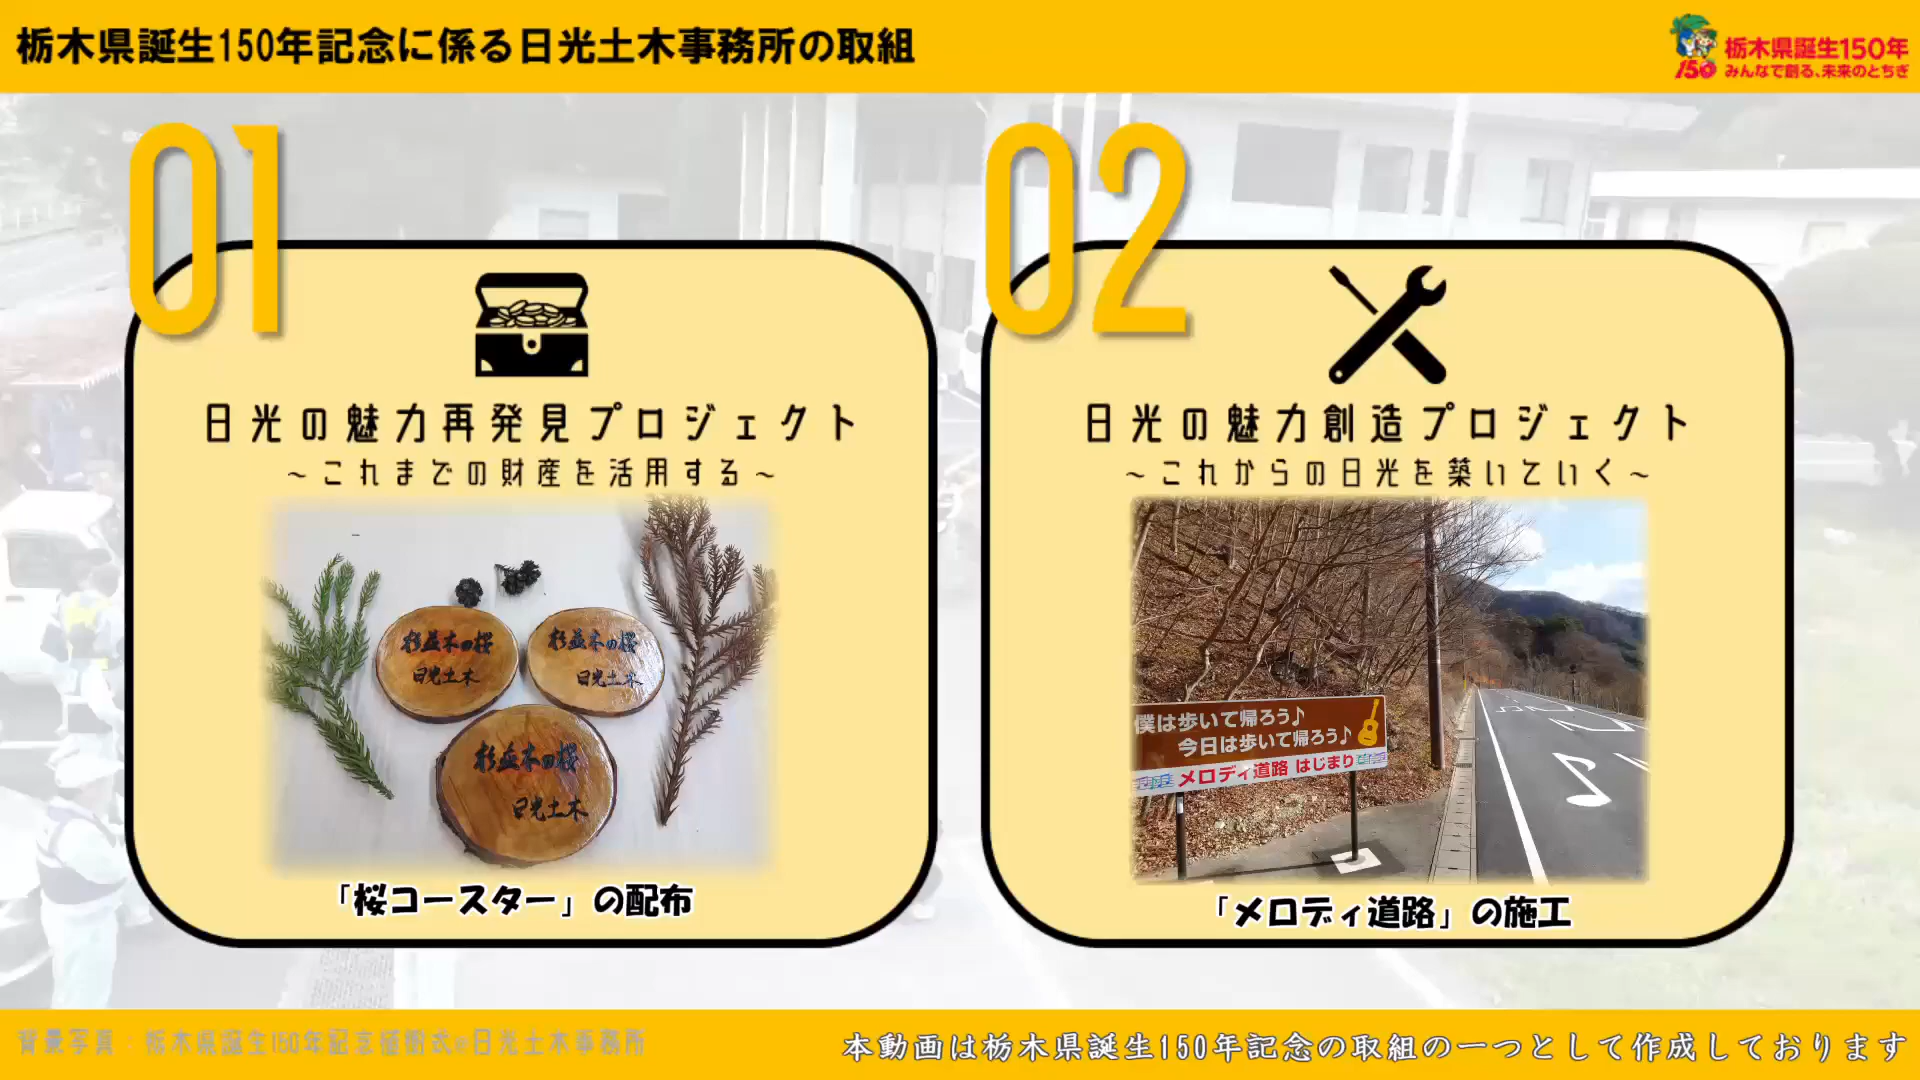 栃木県誕生150年記念に係る日光土木事務所の取組
150
栃木県誕生150年
みんなで創る、未来のとちぎ
01
日光の魅力再発見プロジェクト
~これまでの財産を活用する~
杉並木の桜
日光土木
杉並木の桜
日光土木
杉並木の桜
日光土木
「桜コースター」の配布
02
日光の魅力創造プロジェクト
~これからの日光を築いていく~
僕は歩いて帰ろう♪
今日は歩いて帰ろう♪
メロディ道路 はじまり
「メロディ道路」の施工
背景写真：栃木県誕生150年記念植樹式@日光土木事務所
本動画は栃木県誕生150年記念の取組の一つとして作成しております